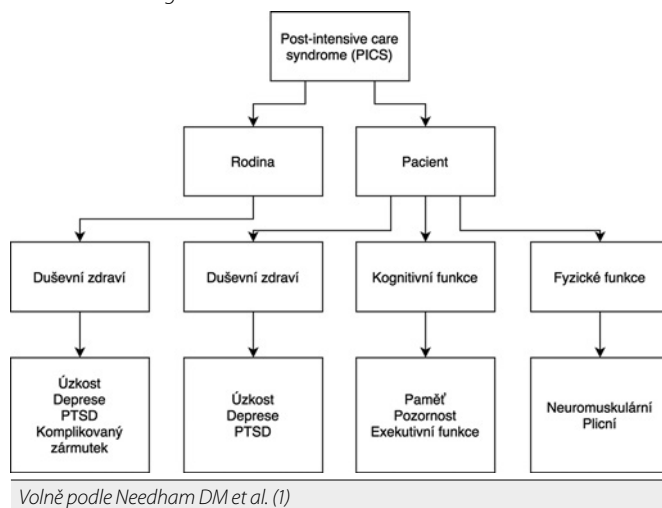 Post-intensive care
syndrome (PICS)
Rodina
Pacient
Duševní zdraví
Duševní zdraví
Kognitivní funkce
Fyzické funkce
Úzkost
Deprese
PTSD
Komplikovaný
zármutek
Úzkost
Deprese
PTSD
Paměť
Pozornost
Exekutivní funkce
Neuromuskulární
Plicní
Volně podle Needham DM et al. (1)